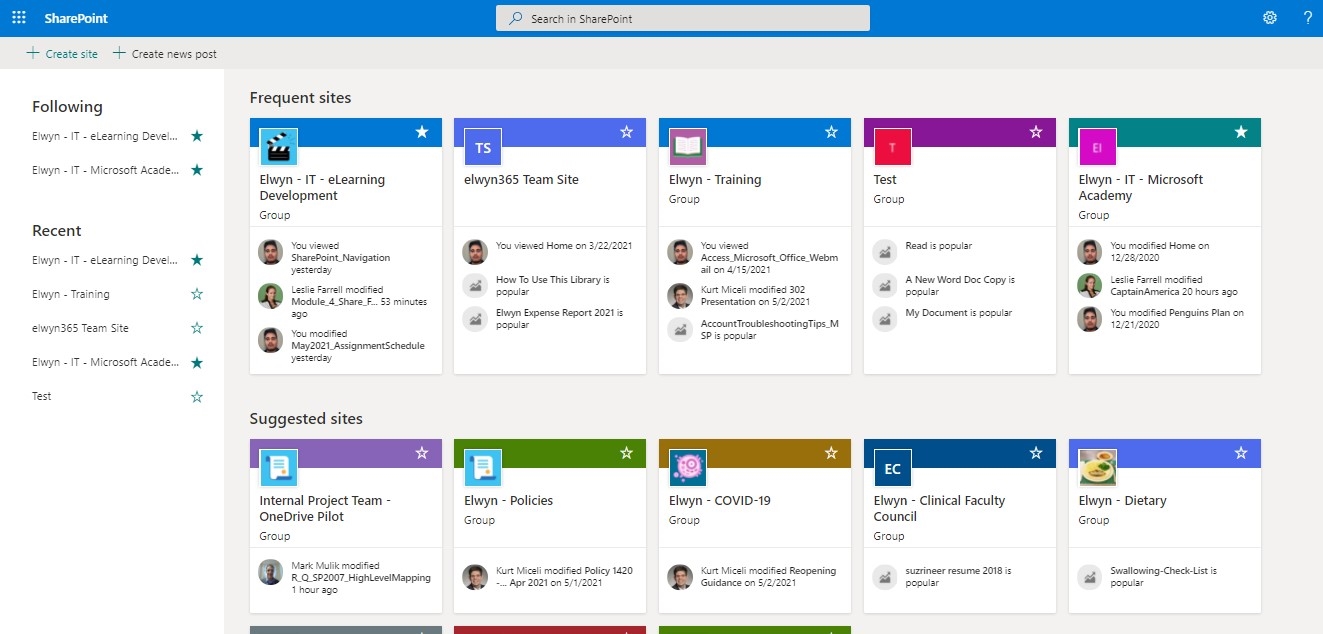 SharePoint
Search in SharePoint
?
+ Create site
+ Create news post
Following
Elwyn - IT - eLearning Devel...
Elwyn - IT - Microsoft Acade...
Recent
Elwyn - IT - eLearning Devel...
Elwyn - Training
elwyn365 Team Site
Elwyn - IT - Microsoft Acade...
Test
Frequent sites
Elwyn - IT - eLearning
Development
Group
You viewed
SharePoint_Navigation
yesterday
Leslie Farrell modified
Module_4_Share_F... 53 minutes
ago
You modified
May2021_AssignmentSchedule
yesterday
TS
elwyn365 Team Site
You viewed Home on 3/22/2021
How To Use This Library is
popular
Elwyn Expense Report 2021 is
popular
Elwyn - Training
Group
You viewed
Access_Microsoft_Office_Webm
ail on 4/15/2021
Kurt Miceli modified 302
Presentation on 5/2/2021
AccountTroubleshootingTips_M
SP is popular
T
Test
Group
Read is popular
A New Word Doc Copy is
popular
My Document is popular
EI
Elwyn - IT - Microsoft
Academy
Group
You modified Home on
12/28/2020
Leslie Farrell modified
CaptainAmerica 20 hours ago
You modified Penguins Plan on
12/21/2020
Suggested sites
Internal Project Team -
OneDrive Pilot
Group
Mark Mulik modified
R_Q_SP2007_HighLevelMapping
1 hour ago
Elwyn - Policies
Group
Kurt Miceli modified Policy 1420
-... Apr 2021 on 5/1/2021
Elwyn - COVID-19
Group
Kurt Miceli modified Reopening
Guidance on 5/2/2021
EC
Elwyn - Clinical Faculty
Council
Group
suzrineer resume 2018 is
popular
Elwyn - Dietary
Group
Swallowing-Check-List is
popular